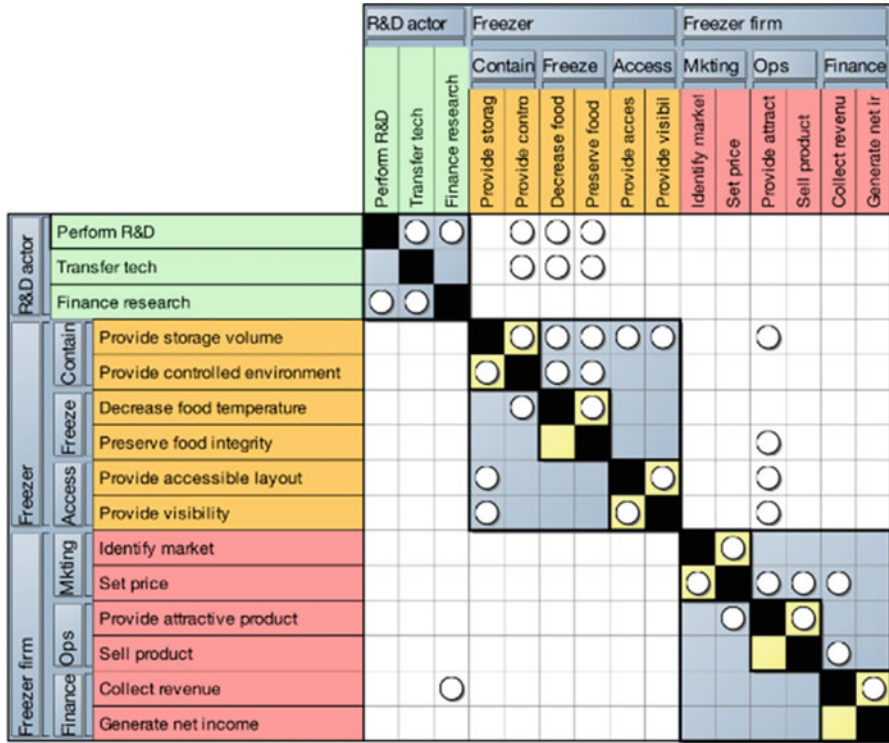 R&D actor
Freezer
Freezer firm
Contain
Freeze
Access
Mkting
Ops
Finance
Perform R&D
Transfer tech
Finance research
Provide storag
Provide contro
Decrease food
Preserve food
Provide acces
Provide visibil
Identify market
Set price
Provide attract
Sell product
Collect revenu
Generate net ir
R&D actor
Perform R&D
Transfer tech
Finance research
Freezer
Contain
Provide storage volume
Provide controlled environment
Freeze
Decrease food temperature
Preserve food integrity
Access
Provide accessible layout
Provide visibility
Freezer firm
Mkting
Identify market
Set price
Ops
Provide attractive product
Sell product
Finance
Collect revenue
Generate net income